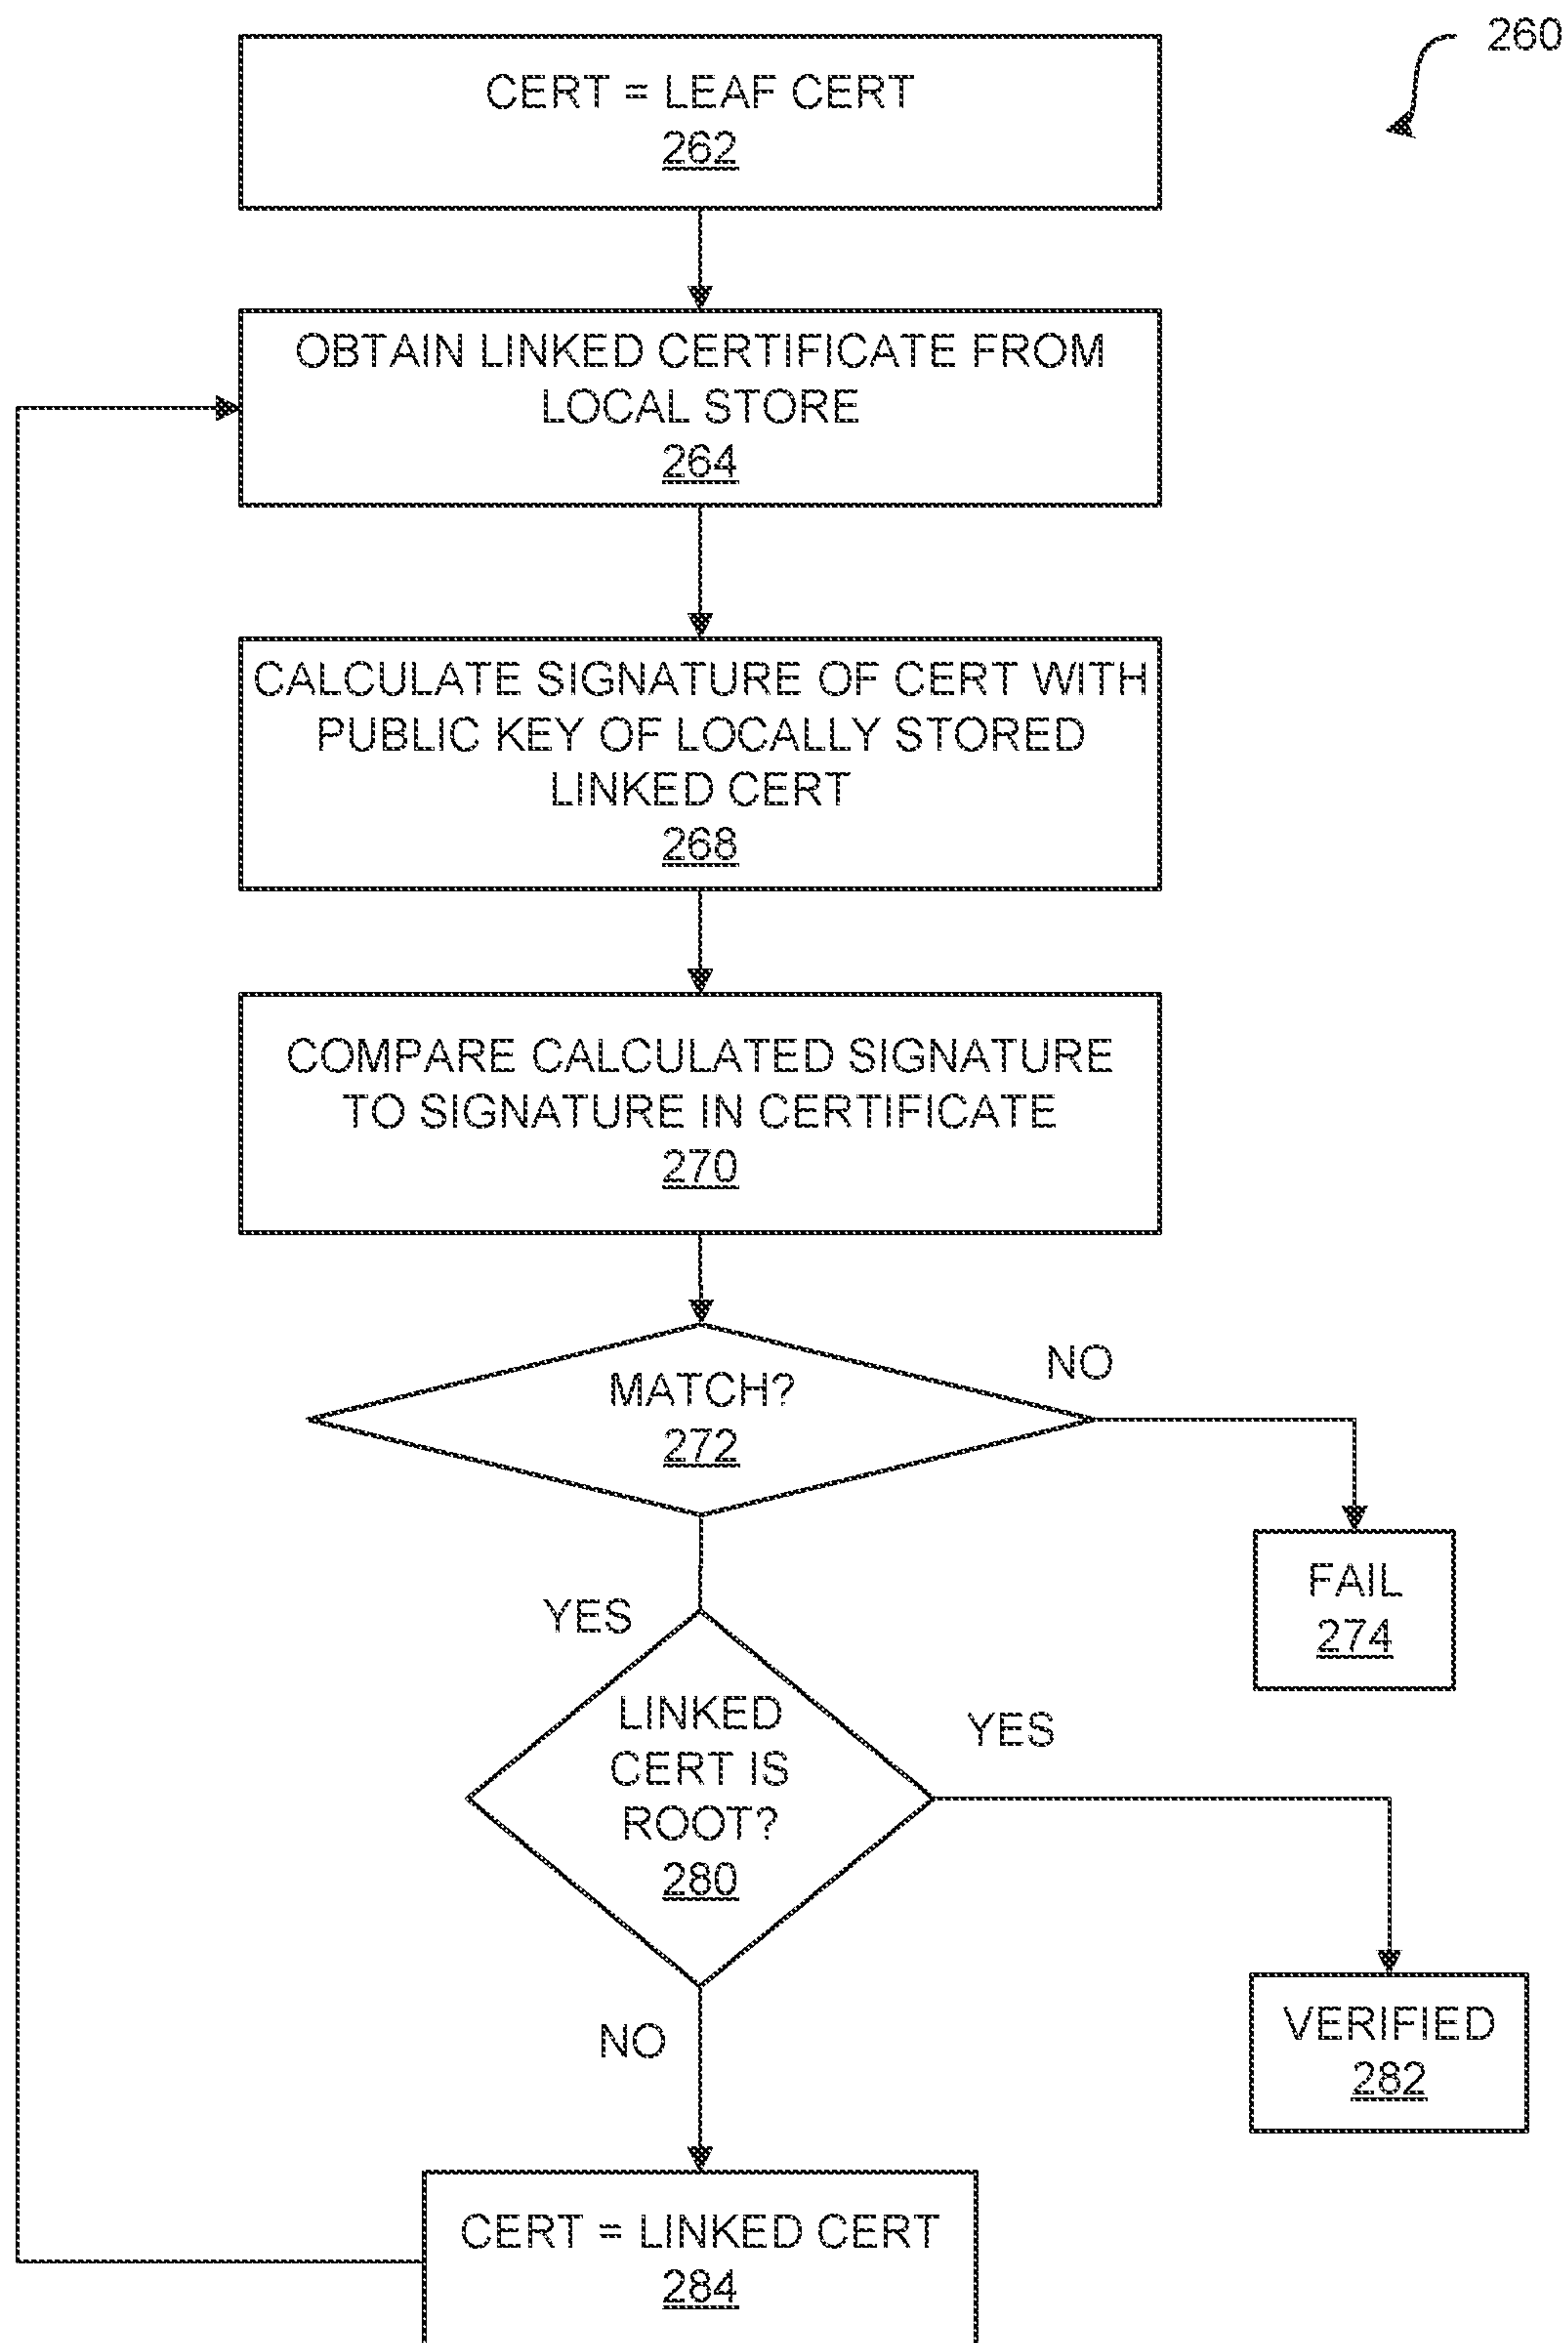 260
CERT = LEAF CERT
262
OBTAIN LINKED CERTIFICATE FROM
LOCAL STORE
264
CALCULATE SIGNATURE OF CERT WITH
PUBLIC KEY OF LOCALLY STORED
LINKED CERT
268
COMPARE CALCULATED SIGNATURE
TO SIGNATURE IN CERTIFICATE
270
MATCH?
272
NO
FAIL
274
YES
LINKED
CERT IS
ROOT?
280
YES
VERIFIED
282
NO
CERT = LINKED CERT
284